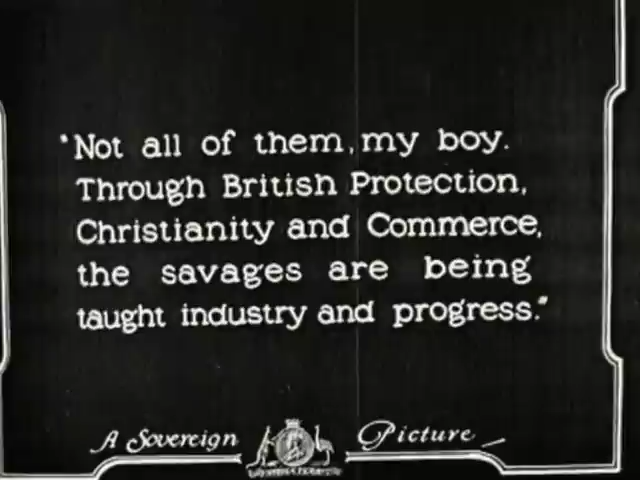 "Not all of them, my boy.
Through British Protection,
Christianity and Commerce,
the savages are being
taught industry and progress."
A Sovereign Picture